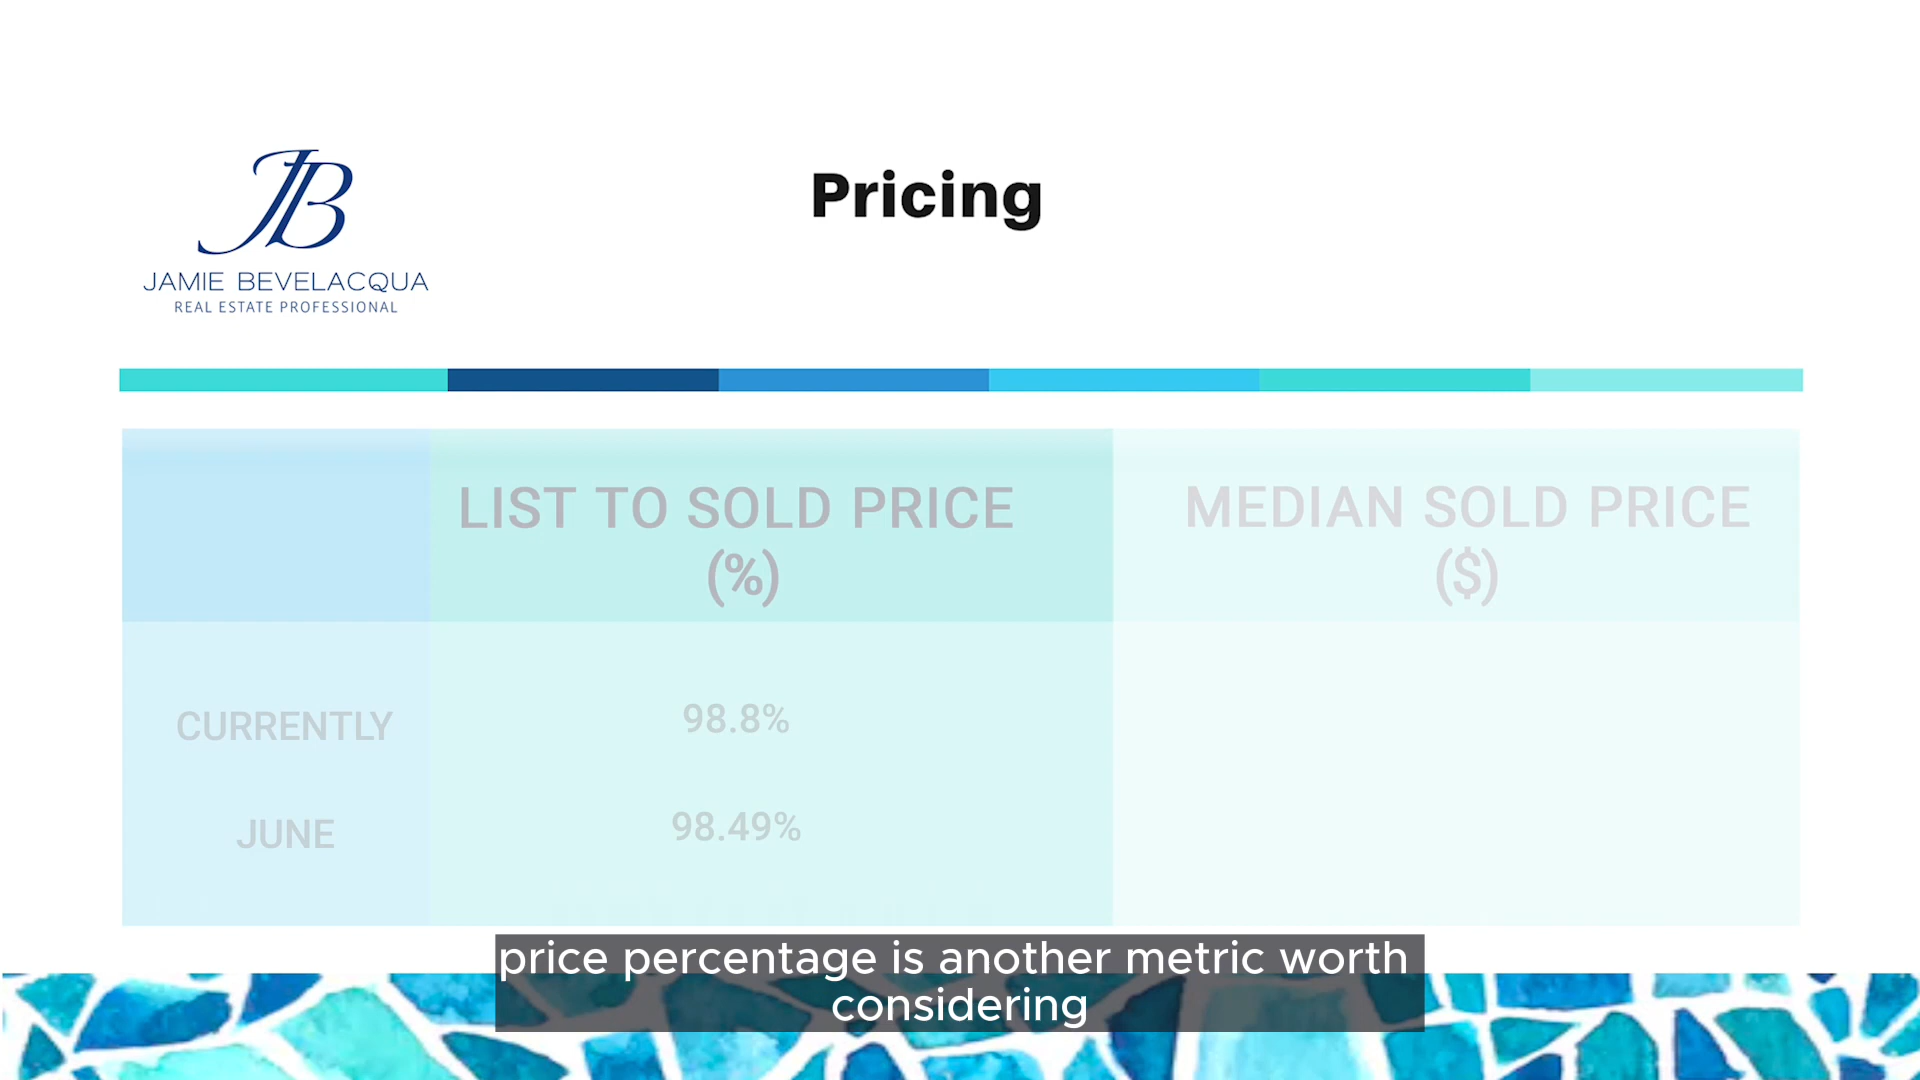 JB
JAMIE BEVELACQUA
REAL ESTATE PROFESSIONAL
Pricing
LIST TO SOLD PRICE
(%)
MEDIAN SOLD PRICE
($)
CURRENTLY
98.8%
JUNE
98.49%
price percentage is another metric worth
considering